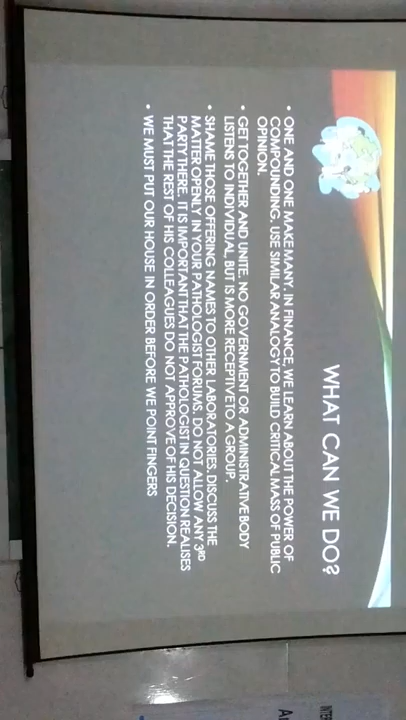 WHAT CAN WE DO?
• ONE AND ONE MAKE MANY. IN FINANCE, WE LEARN ABOUT THE POWER OF
COMPOUNDING. USE SIMILAR ANALOGY TO BUILD CRITICAL MASS OF PUBLIC
OPINION.
• GET TOGETHER AND UNITE. NO GOVERNMENT OR ADMINISTRATIVE BODY
LISTENS TO INDIVIDUAL, BUT IS MORE RECEPTIVE TO A GROUP.
• SHAME THOSE OFFERING NAMES TO OTHER LABORATORIES. DISCUSS THE
MATTER OPENLY IN YOUR PATHOLOGIST FORUMS. DO NOT ALLOW ANY 3RD
PARTY THERE. IT IS IMPORTANT THAT THE PATHOLOGIST IN QUESTION REALISES
THAT THE REST OF HIS COLLEAGUES DO NOT APPROVE OF HIS DECISION.
• WE MUST PUT OUR HOUSE IN ORDER BEFORE WE POINT FINGERS